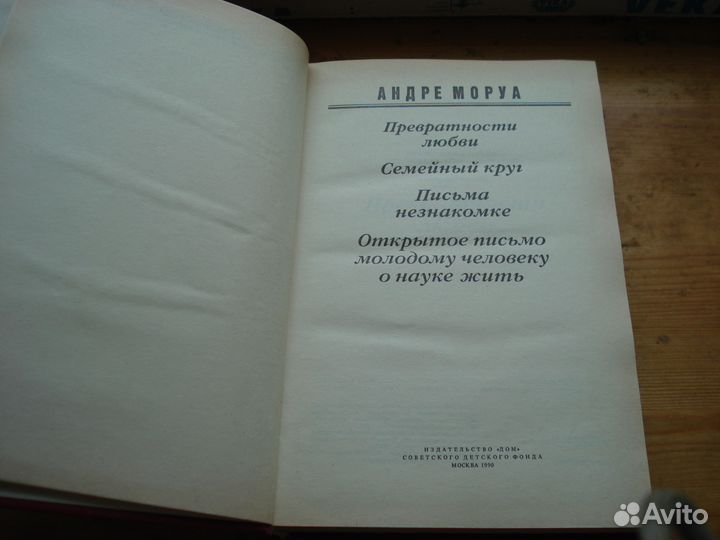 АНДРЕ МОРУА
Превратности
любви
Семейный круг
Письма
незнакомке
Открытое письмо
молодому человеку
о науке жить
ИЗДАТЕЛЬСТВО «ДОМ»
СОВЕТСКОГО ДЕТСКОГО ФОНДА
МОСКВА 1990
Avito